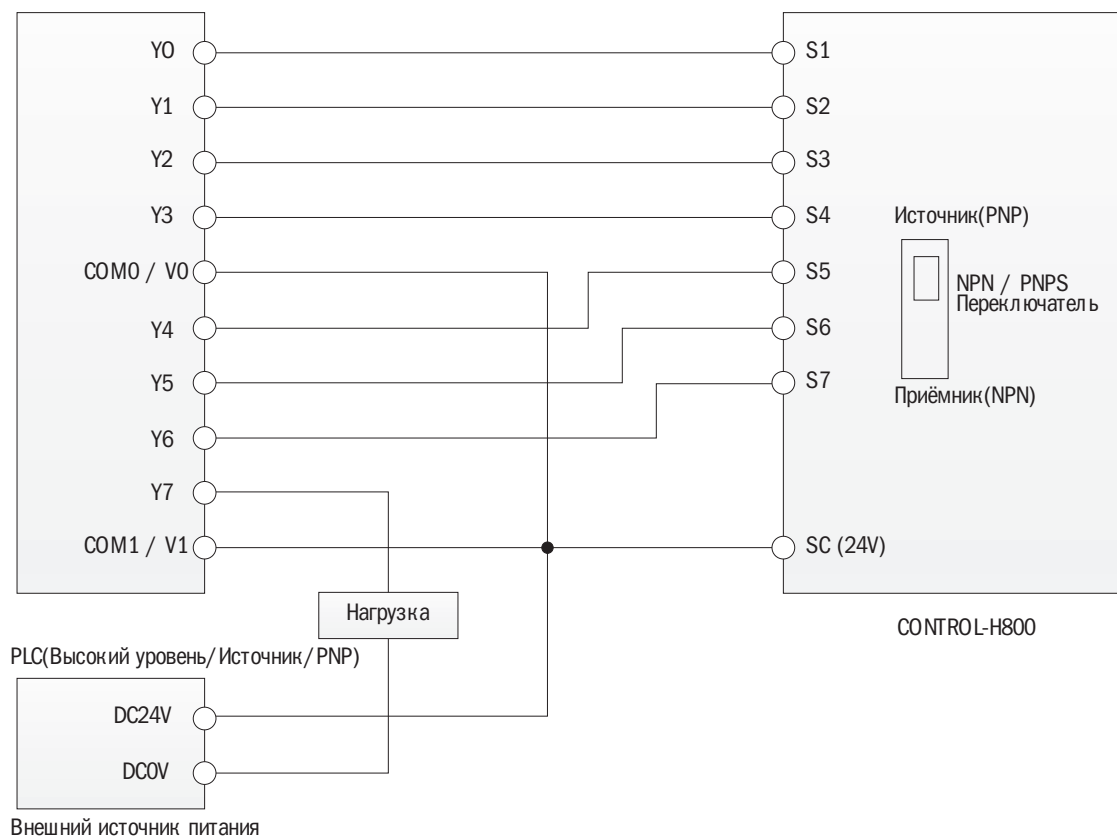 Y0
S1
Y1
S2
Y2
S3
Y3
S4
Источник(PNP)
COM0 / V0
S5
NPN / PNPS
Переключатель
Y4
S6
Y5
S7
Приёмник(NPN)
Y6
Y7
COM1 / V1
SC (24V)
Нагрузка
CONTROL-H800
PLC(Высокий уровень/Источник/PNP)
DC24V
DC0V
Внешний источник питания